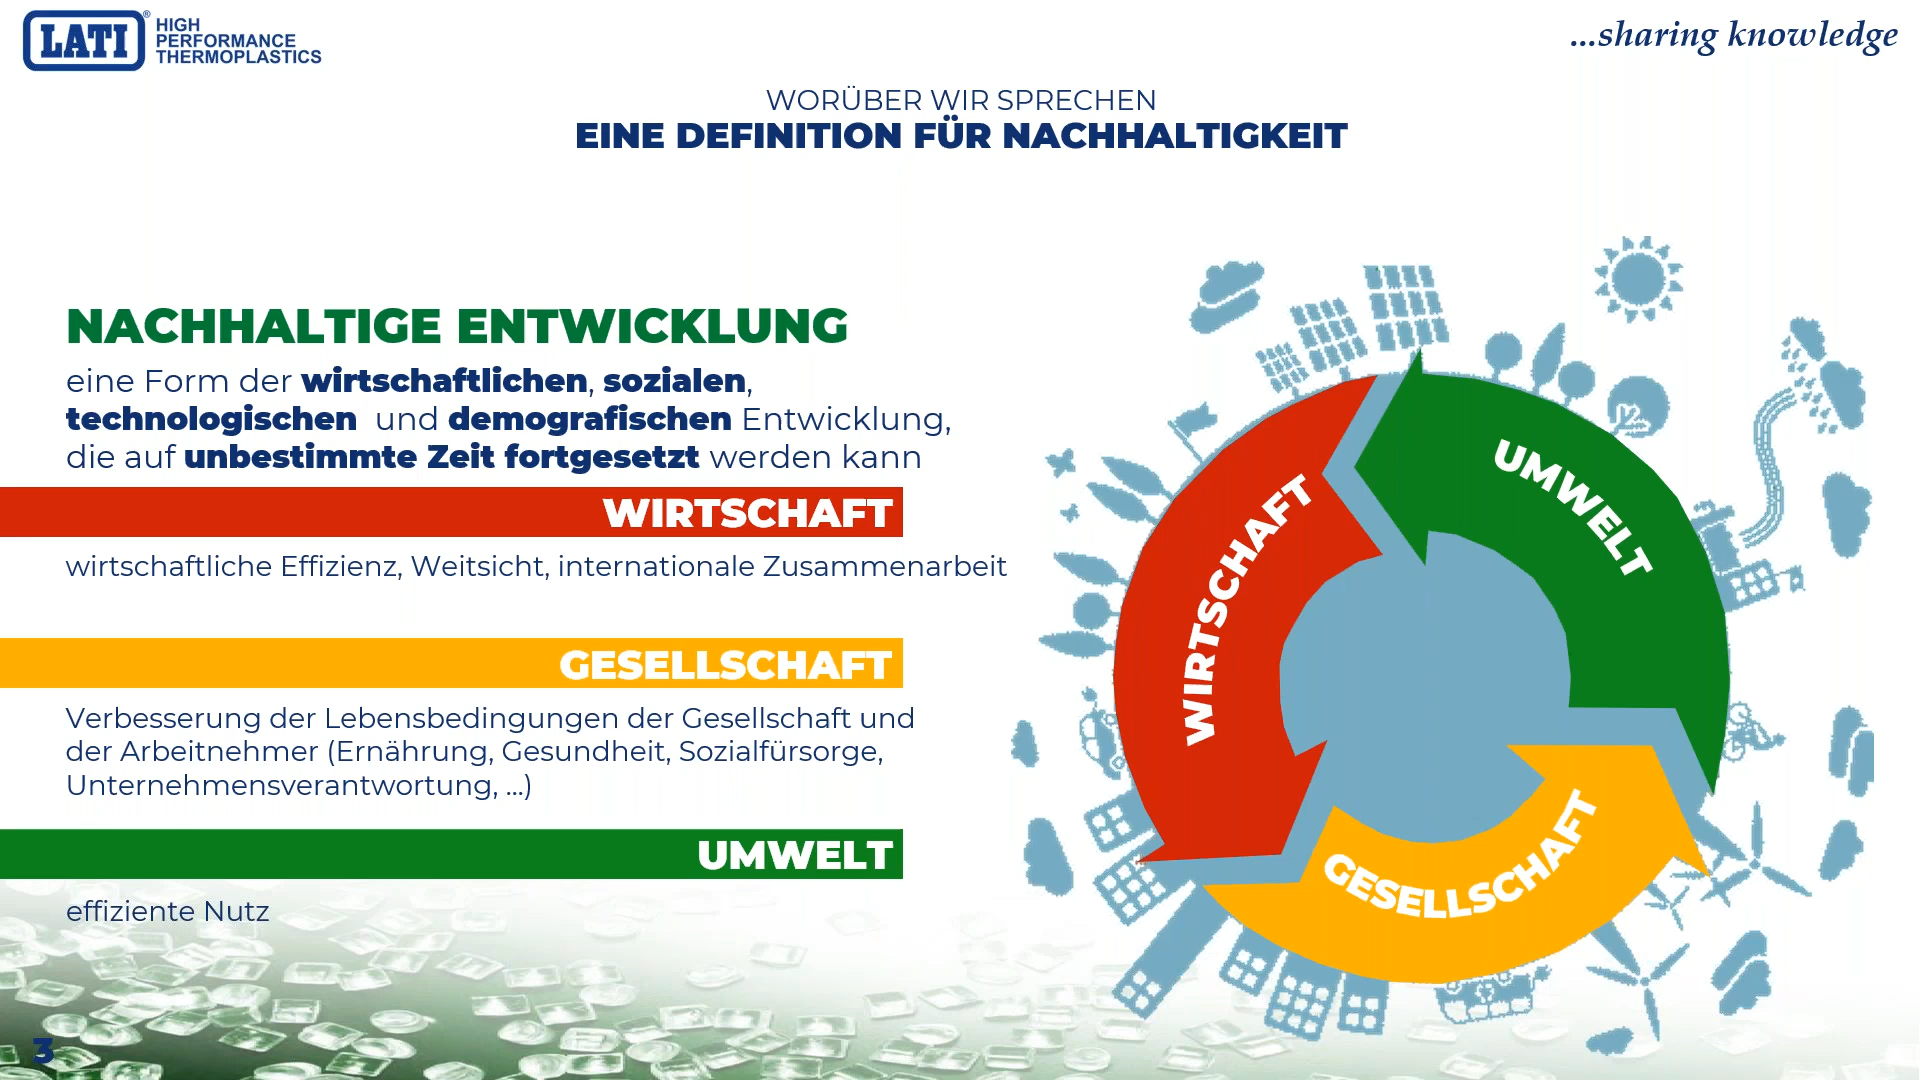 LATI®
HIGH
PERFORMANCE
THERMOPLASTICS
...sharing knowledge
WORÜBER WIR SPRECHEN
EINE DEFINITION FÜR NACHHALTIGKEIT
NACHHALTIGE ENTWICKLUNG
eine Form der wirtschaftlichen, sozialen,
technologischen und demografischen Entwicklung,
die auf unbestimmte Zeit fortgesetzt werden kann
WIRTSCHAFT
wirtschaftliche Effizienz, Weitsicht, internationale Zusammenarbeit
GESELLSCHAFT
Verbesserung der Lebensbedingungen der Gesellschaft und
der Arbeitnehmer (Ernährung, Gesundheit, Sozialfürsorge,
Unternehmensverantwortung, ...)
UMWELT
effiziente Nutz
WIRTSCHAFT
UMWELT
GESELLSCHAFT
3